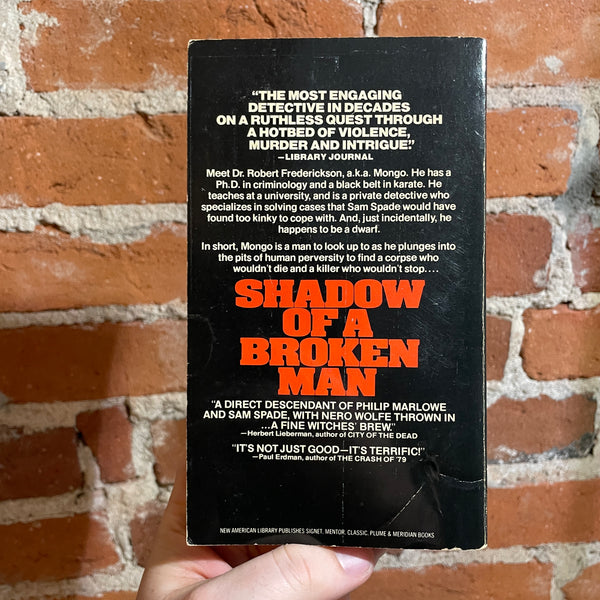 “THE MOST ENGAGING
DETECTIVE IN DECADES
ON A RUTHLESS QUEST THROUGH
A HOTBED OF VIOLENCE,
MURDER AND INTRIGUE.”
—LIBRARY JOURNAL
Meet Dr. Robert Frederickson, a.k.a. Mongo. He has a
Ph.D. in criminology and a black belt in karate. He
teaches at a university, and is a private detective who
specializes in solving cases that Sam Spade would have
found too kinky to cope with. And, just incidentally, he
happens to be a dwarf.
In short, Mongo is a man to look up to as he plunges into
the pits of human perversity to find a corpse who
wouldn't die and a killer who wouldn't stop....
SHADOW
OF A
BROKEN
MAN
“A DIRECT DESCENDANT OF PHILIP MARLOWE
AND SAM SPADE, WITH NERO WOLFE THROWN IN
...A FINE WITCHES' BREW.”
—Herbert Lieberman, author of CITY OF THE DEAD
“IT'S NOT JUST GOOD—IT'S TERRIFIC!”
—Paul Erdman, author of THE CRASH OF '79
NEW AMERICAN LIBRARY PUBLISHES SIGNET, MENTOR, CLASSIC, PLUME & MERIDIAN BOOKS